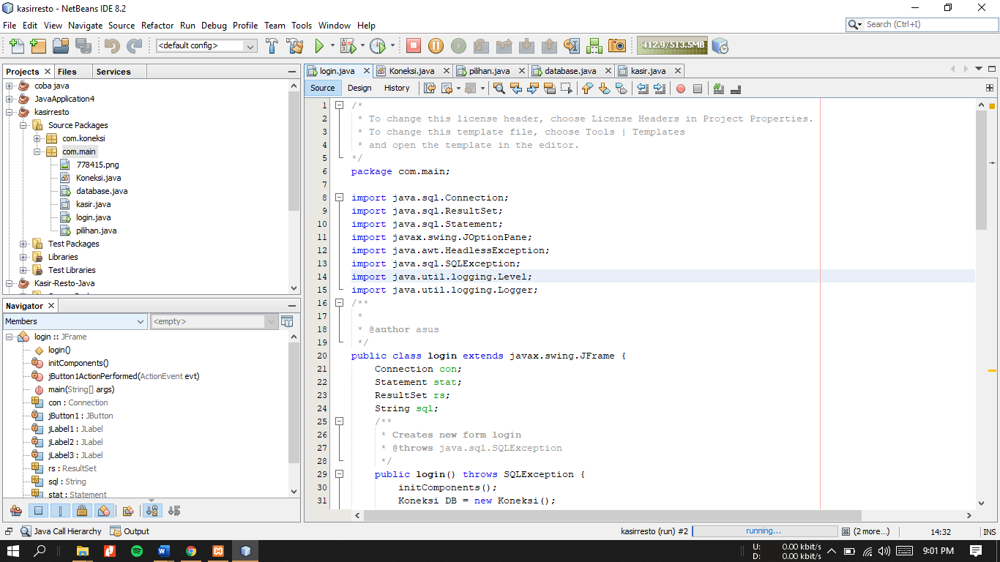 kasirresto - NetBeans IDE 8.2
File Edit View Navigate Source Refactor Run Debug Profile Team Tools Window Help
Search (Ctrl+I)
<default config>
412.9/513.5MB
Projects Files Services
coba java
JavaApplication4
kasirresto
Source Packages
com.koneksi
com.main
778415.png
Koneksi.java
database.java
kasir.java
login.java
pilihan.java
Test Packages
Libraries
Test Libraries
Kasir-Resto-Java
Navigator
Members
<empty>
login :: JFrame
login()
initComponents()
jButton1ActionPerformed(ActionEvent evt)
main(String[] args)
con : Connection
jButton1 : JButton
jLabel1 : JLabel
jLabel2 : JLabel
jLabel3 : JLabel
rs : ResultSet
sql : String
stat : Statement
login.java Koneksi.java pilihan.java database.java kasir.java
Source Design History
1 /*
2 * To change this license header, choose License Headers in Project Properties.
3 * To change this template file, choose Tools | Templates
4 * and open the template in the editor.
5 */
6 package com.main;
7
8 import java.sql.Connection;
9 import java.sql.ResultSet;
10 import java.sql.Statement;
11 import javax.swing.JOptionPane;
12 import java.awt.HeadlessException;
13 import java.sql.SQLException;
14 import java.util.logging.Level;
15 import java.util.logging.Logger;
16 /**
17 *
18 * @author asus
19 */
20 public class login extends javax.swing.JFrame {
21 Connection con;
22 Statement stat;
23 ResultSet rs;
24 String sql;
25 /**
26 * Creates new form login
27 * @throws java.sql.SQLException
28 */
29 public login() throws SQLException {
30 initComponents();
31 Koneksi DB = new Koneksi();
Java Call Hierarchy Output
kasirresto (run) #2 running... (2 more...) 14:32 INS
U: 0.00 kbit/s
D: 0.00 kbit/s
9:01 PM